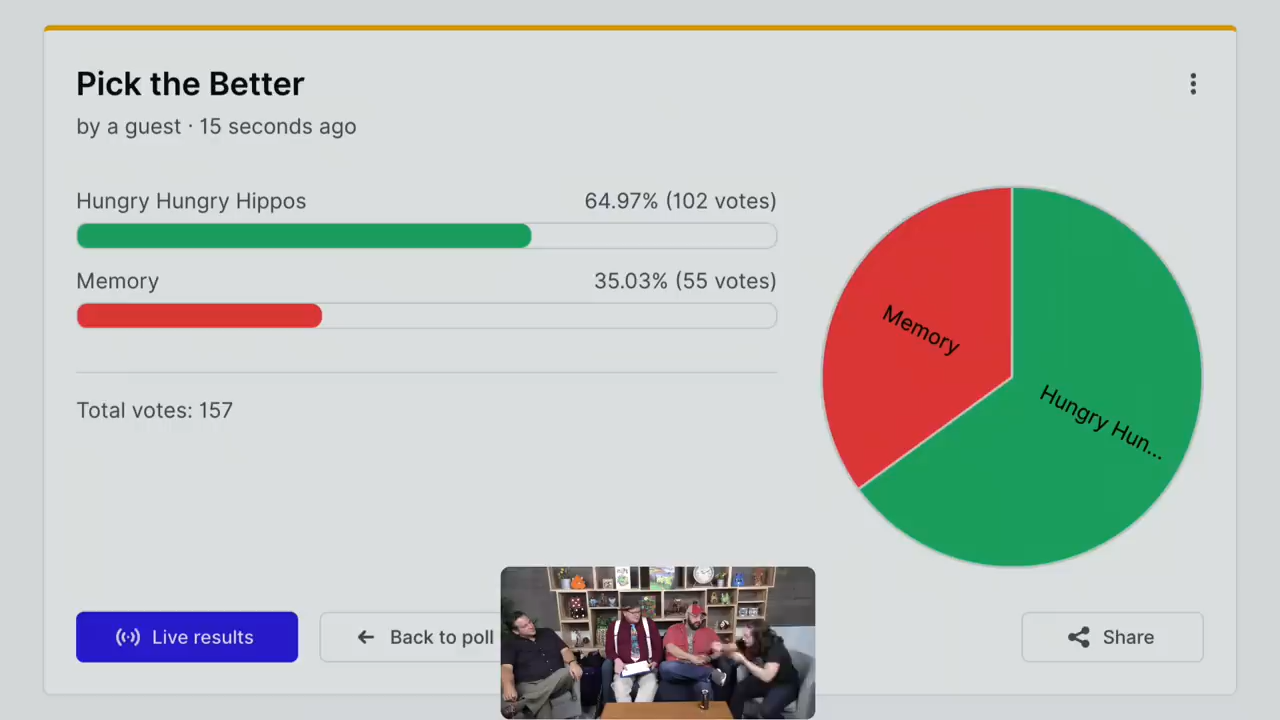 Pick the Better
by a guest · 15 seconds ago
Hungry Hungry Hippos 64.97% (102 votes)
Memory 35.03% (55 votes)
Total votes: 157
Memory
Hungry Hun...
Live results
Back to poll
Share